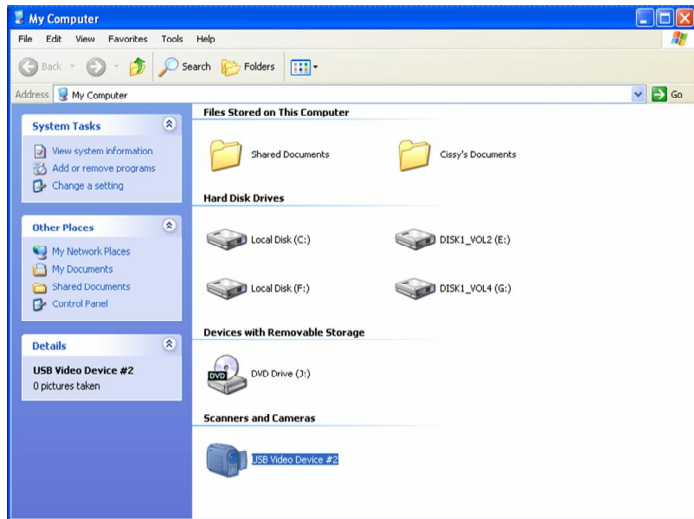 My Computer
File Edit View Favorites Tools Help
Back Search Folders
Address My Computer Go
System Tasks
View system information
Add or remove programs
Change a setting
Other Places
My Network Places
My Documents
Shared Documents
Control Panel
Details
USB Video Device #2
0 pictures taken
Files Stored on This Computer
Shared Documents Cissy's Documents
Hard Disk Drives
Local Disk (C:) DISK1_VOL2 (E:)
Local Disk (F:) DISK1_VOL4 (G:)
Devices with Removable Storage
DVD
DVD Drive (J:)
Scanners and Cameras
USB Video Device #2